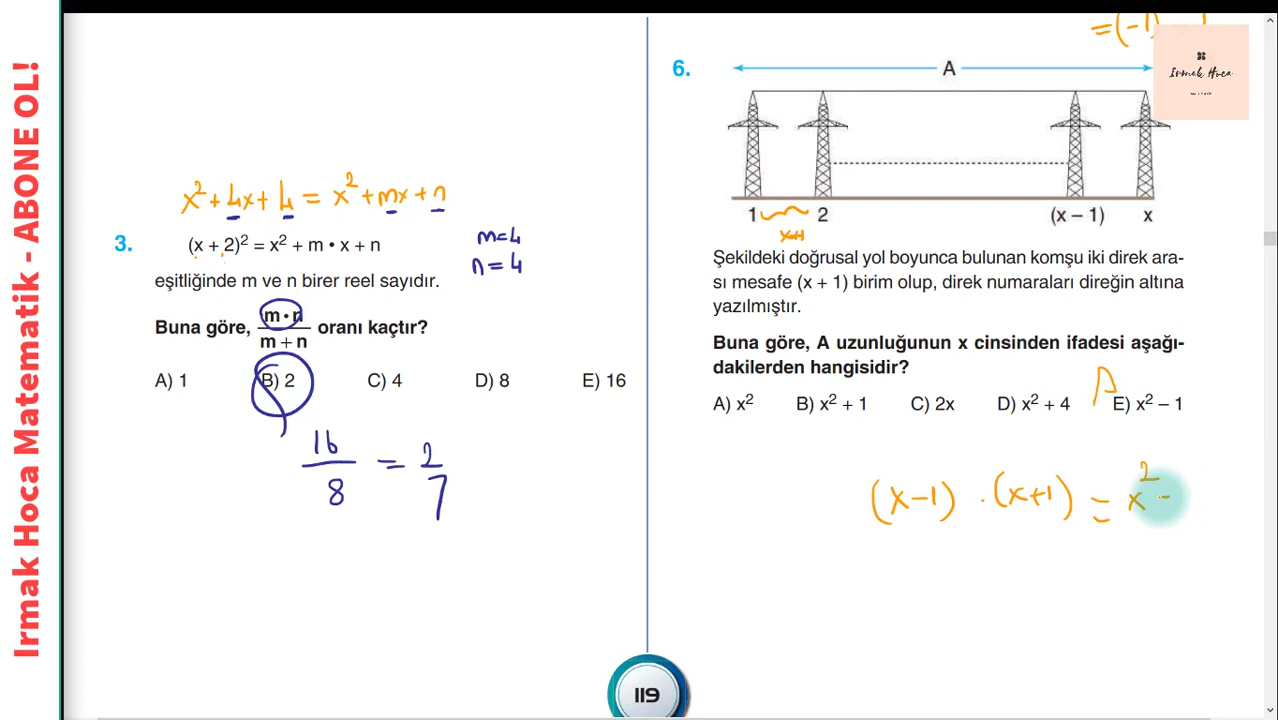 Irmak Hoca Matematik - ABONE OL!
x² + 4x + 4 = x² + mx + n
3.
(x + 2)² = x² + m • x + n
m=4
n = 4
eşitliğinde m ve n birer reel sayıdır.
Buna göre, m • n / m + n oranı kaçtır?
A) 1 B) 2 C) 4 D) 8 E) 16
16 / 8 = 2
7
= (-1)
Irmak Hoca
6.
A
1 2 (x – 1) x
x+1
Şekildeki doğrusal yol boyunca bulunan komşu iki direk ara-
sı mesafe (x + 1) birim olup, direk numaraları direğin altına
yazılmıştır.
Buna göre, A uzunluğunun x cinsinden ifadesi aşağı-
dakilerden hangisidir?
A) x² B) x² + 1 C) 2x D) x² + 4 E) x² – 1
(x-1) . (x+1) = x² -
119